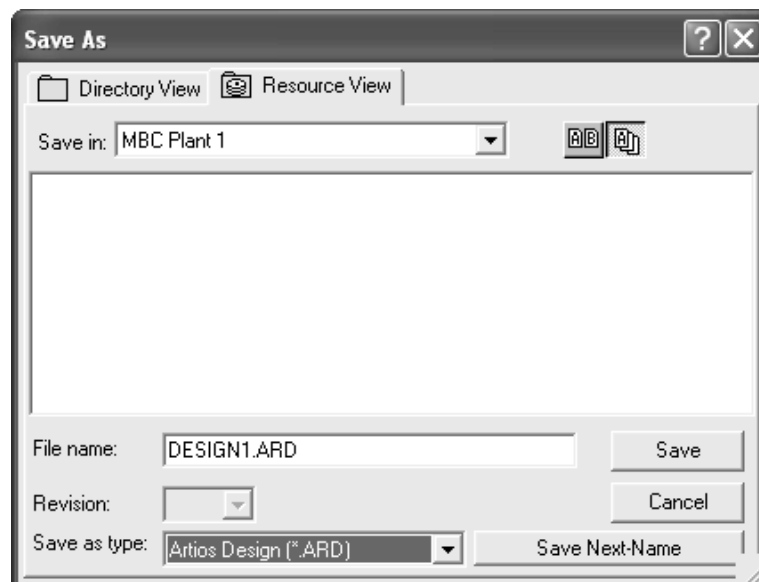 Save As
Directory View Resource View
Save in: MBC Plant 1
File name: DESIGN1.ARD Save
Revision: Cancel
Save as type: Artios Design (*.ARD) Save Next-Name